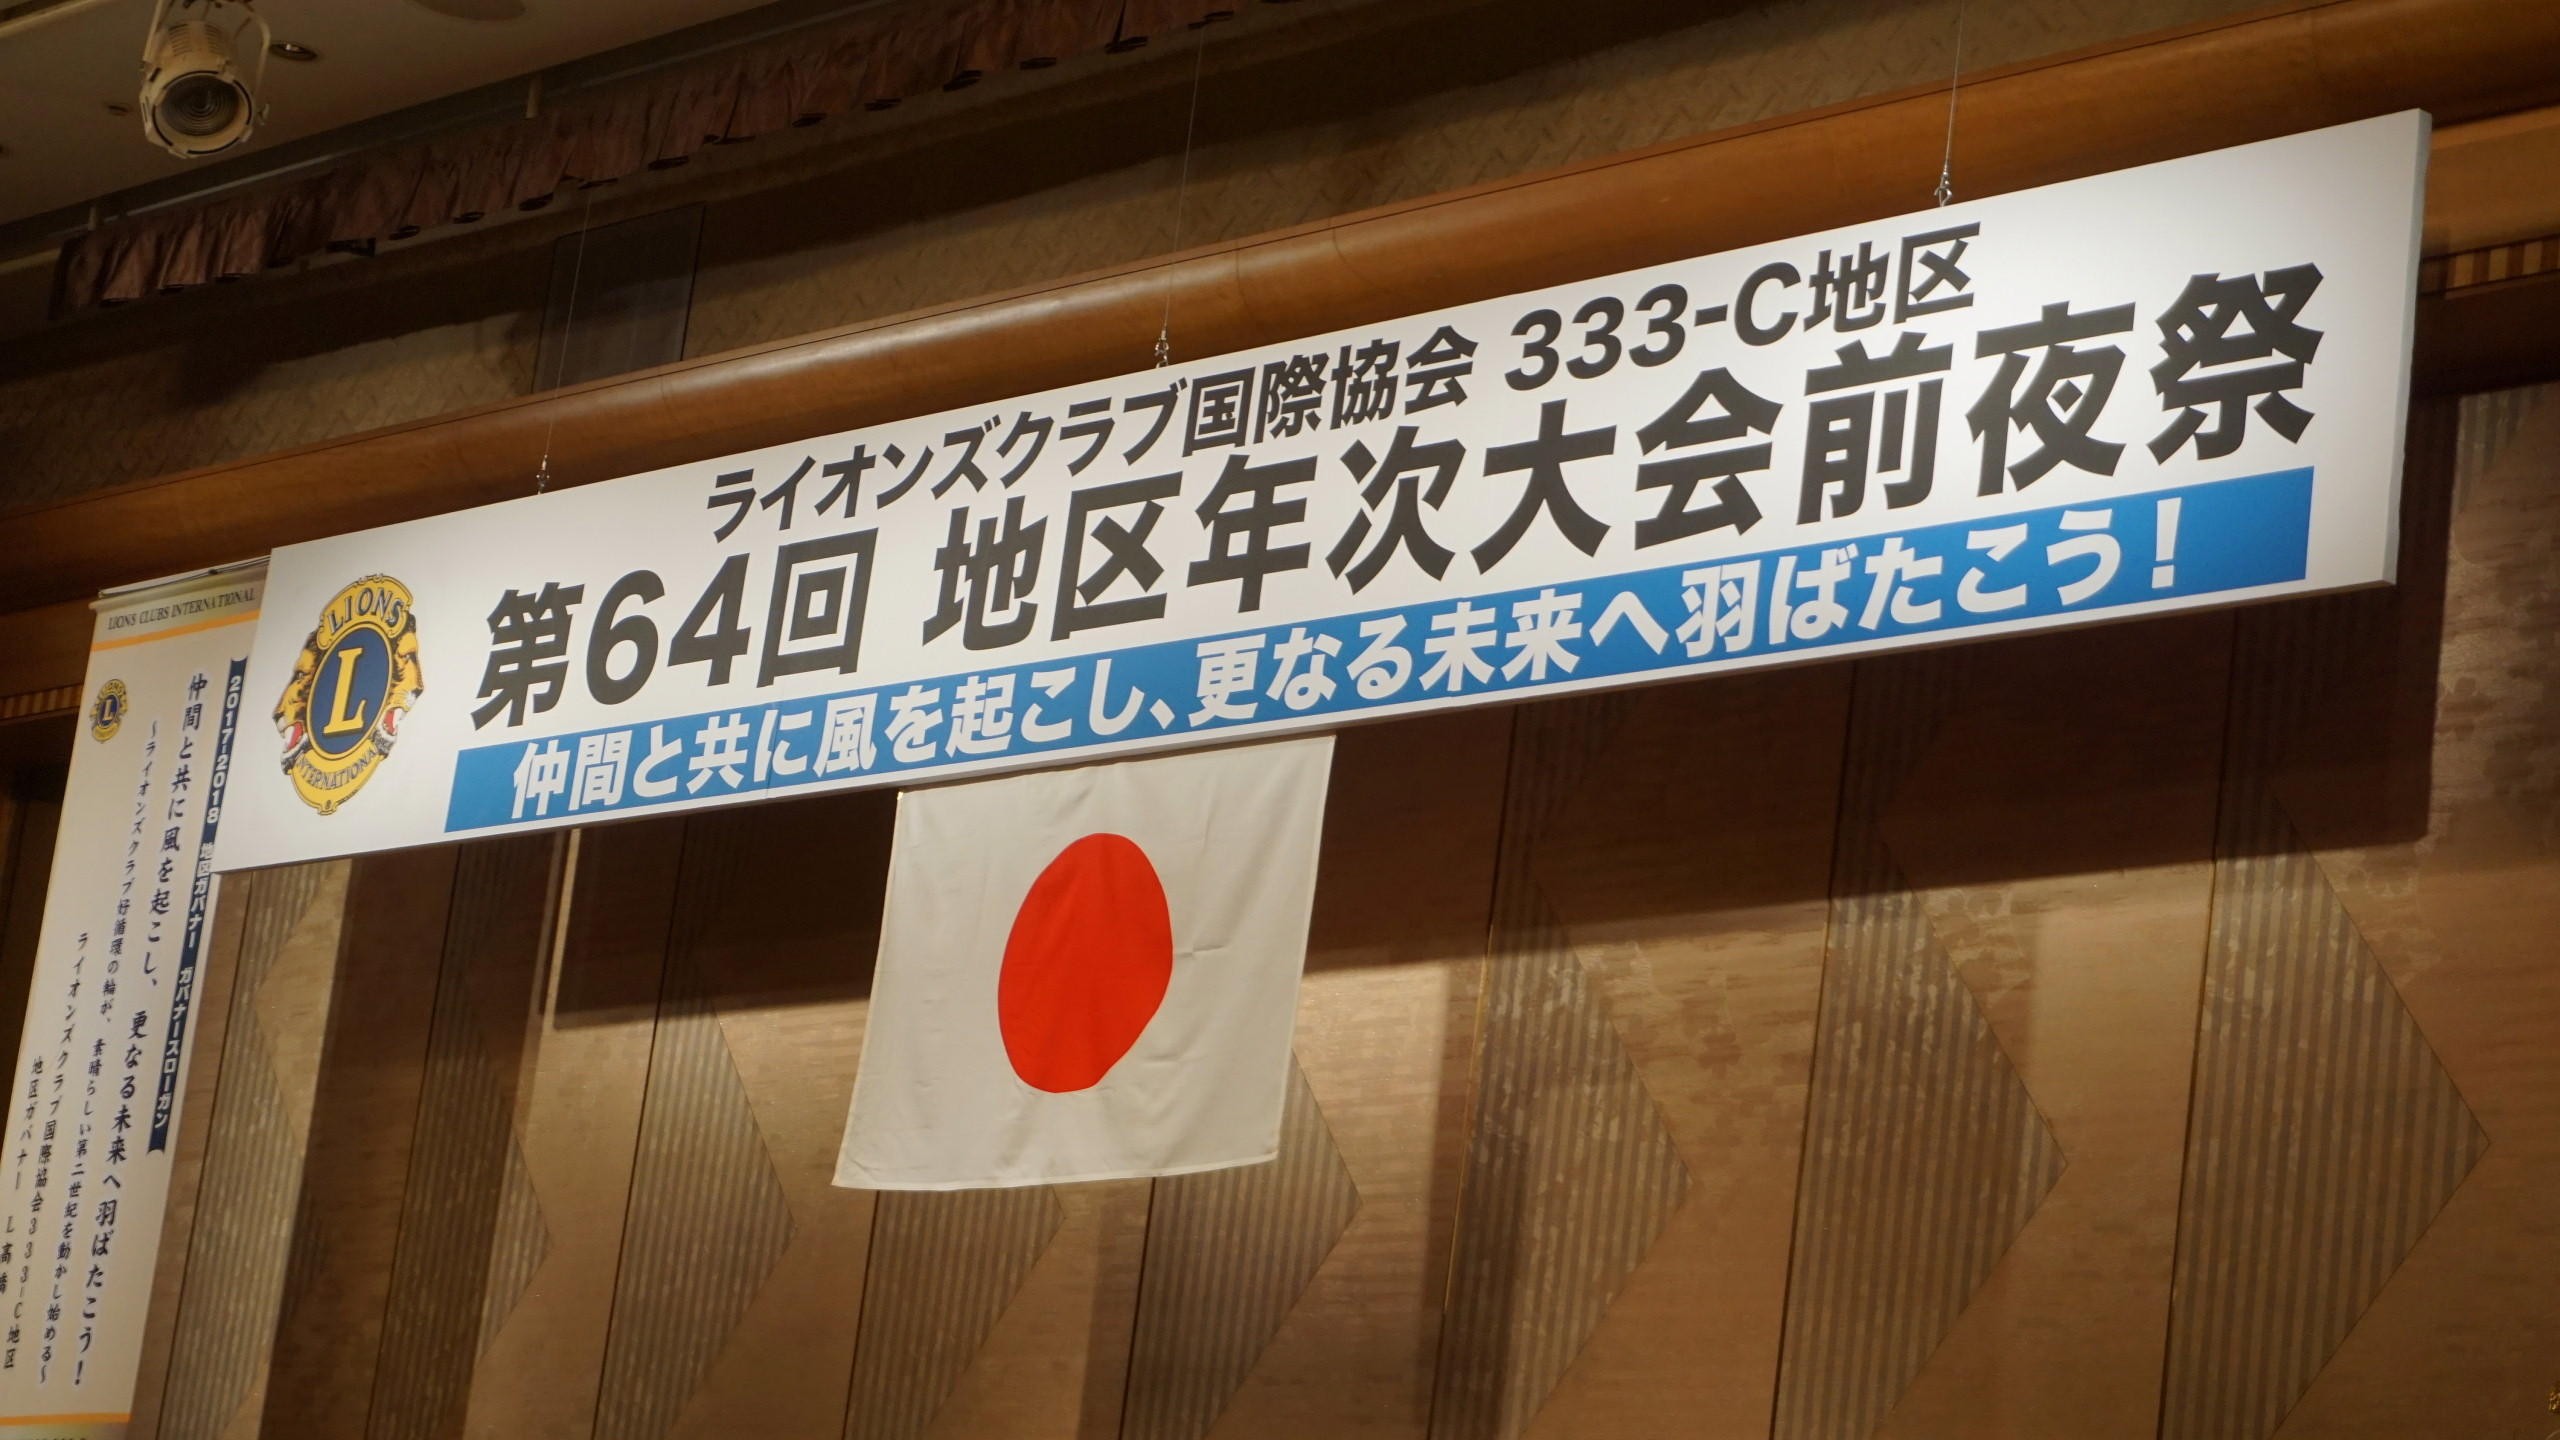 ライオンズクラブ国際協会 333-C地区
第64回 地区年次大会前夜祭
仲間と共に風を起こし、更なる未来へ羽ばたこう!
LIONS
L
INTERNATIONAL
LIONS CLUBS INTERNATIONAL
LIONS
L
2017-2018 地区ガバナー ガバナースローガン
仲間と共に風を起こし、更なる未来へ羽ばたこう!
~ライオンズクラブ好循環の輪が、素晴らしい第二世紀を動かし始める~
ライオンズクラブ国際協会333-C地区
地区ガバナー L高橋